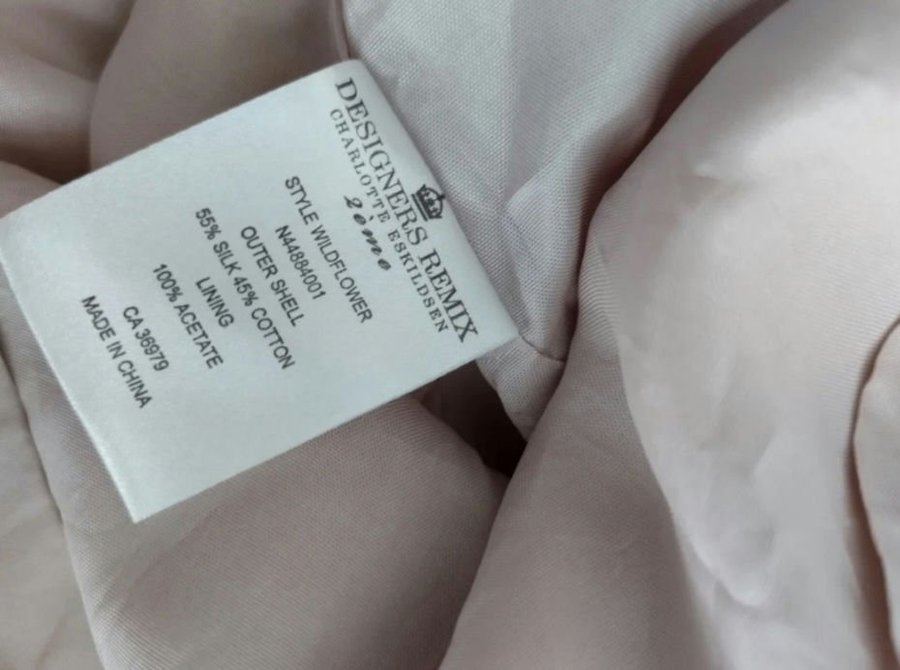 DESIGNERS REMIX
CHARLOTTE ESKILDSEN
2ème
STYLE WILDFLOWER
N44884001
OUTER SHELL
55% SILK 45% COTTON
LINING
100% ACETATE
CA 36979
MADE IN CHINA